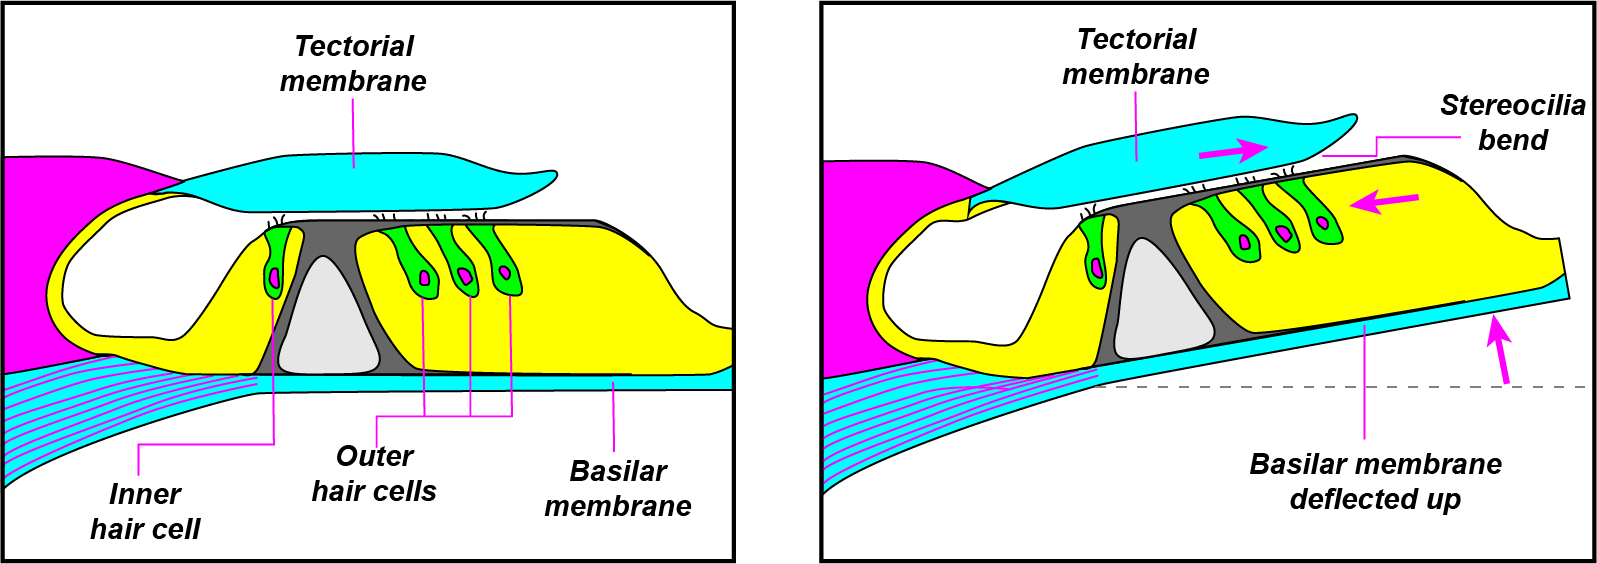 Tectorial
membrane
Inner
hair cell
Outer
hair cells
Basilar
membrane
Tectorial
membrane
Stereocilia
bend
Basilar membrane
deflected up